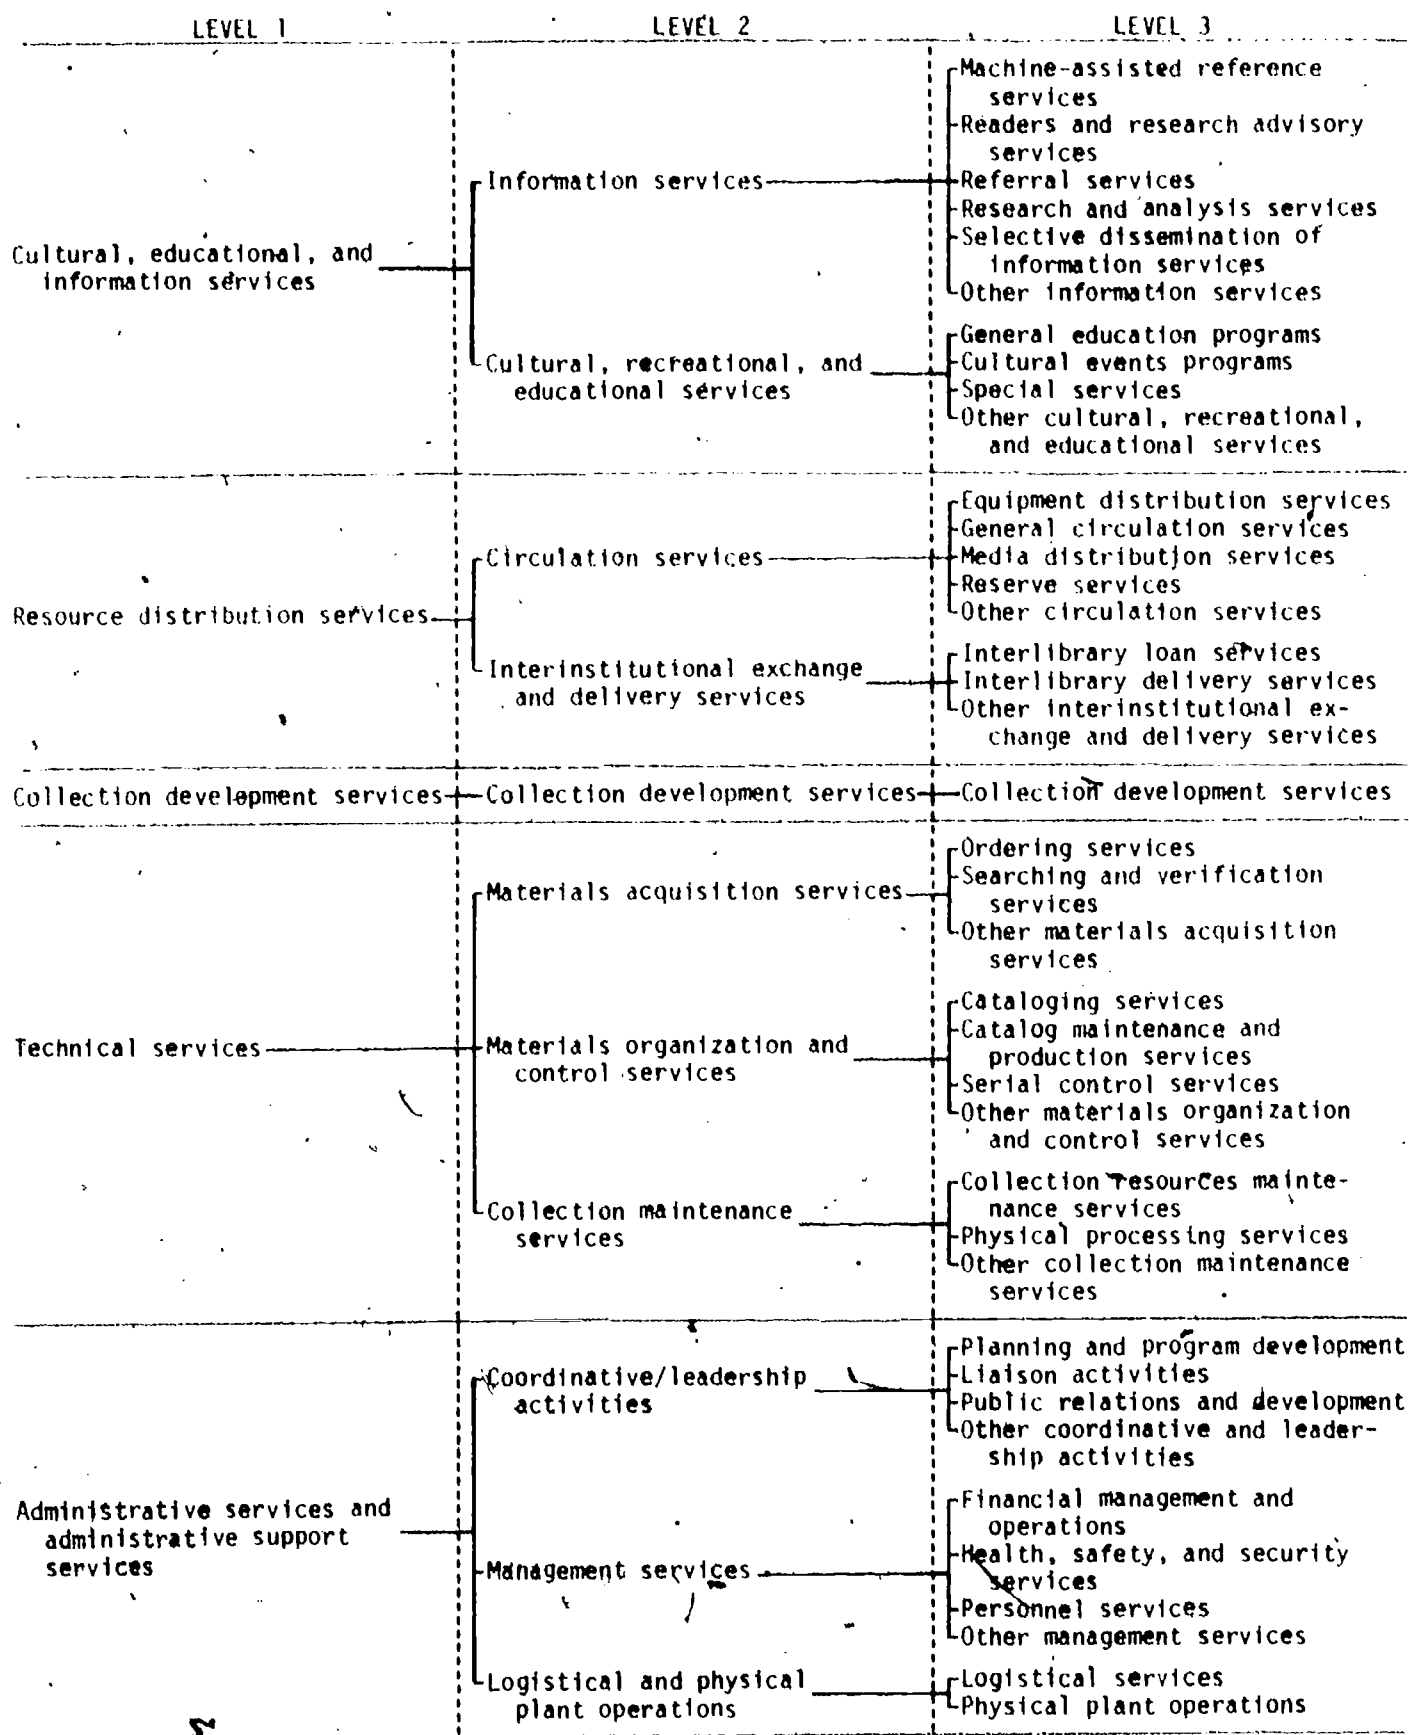 LEVEL 1 LEVEL 2 LEVEL 3
Cultural, educational, and
information services
Information services
Machine-assisted reference
services
Readers and research advisory
services
Referral services
Research and analysis services
Selective dissemination of
information services
Other information services
Cultural, recreational, and
educational services
General education programs
Cultural events programs
Special services
Other cultural, recreational,
and educational services
Resource distribution services
Circulation services
Equipment distribution services
General circulation services
Media distribution services
Reserve services
Other circulation services
Interinstitutional exchange
and delivery services
Interlibrary loan services
Interlibrary delivery services
Other interinstitutional ex-
change and delivery services
Collection development services Collection development services Collection development services
Technical services
Materials acquisition services
Ordering services
Searching and verification
services
Other materials acquisition
services
Materials organization and
control services
Cataloging services
Catalog maintenance and
production services
Serial control services
Other materials organization
and control services
Collection maintenance
services
Collection resources mainte-
nance services
Physical processing services
Other collection maintenance
services
Administrative services and
administrative support
services
Coordinative/leadership
activities
Planning and program development
Liaison activities
Public relations and development
Other coordinative and leader-
ship activities
Management services
Financial management and
operations
Health, safety, and security
services
Personnel services
Other management services
Logistical and physical
plant operations
Logistical services
Physical plant operations